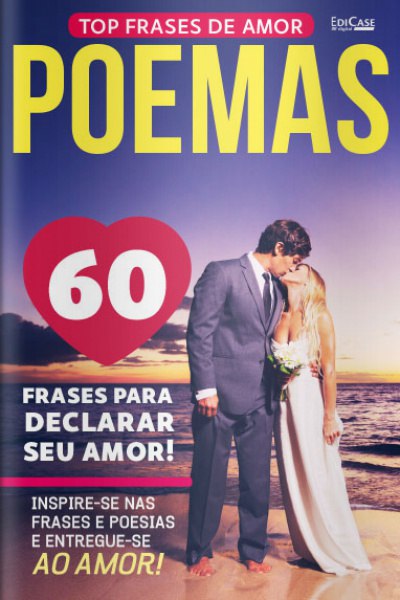 TOP FRASES DE AMOR
EDICASE
digital
POEMAS
60
FRASES PARA
DECLARAR
SEU AMOR!
INSPIRE-SE NAS
FRASES E POESIAS
E ENTREGUE-SE
AO AMOR!